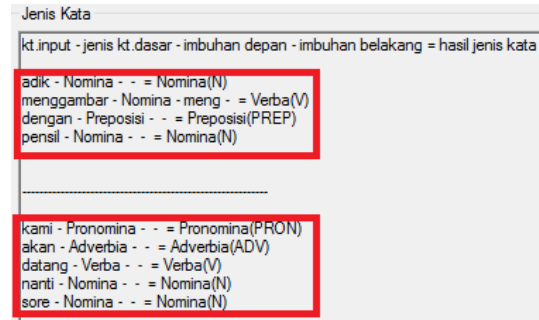 Jenis Kata
kt.input - jenis kt.dasar - imbuhan depan - imbuhan belakang = hasil jenis kata
adik - Nomina - - = Nomina(N)
menggambar - Nomina - meng - = Verba(V)
dengan - Preposisi - - = Preposisi(PREP)
pensil - Nomina - - = Nomina(N)
------------------------------------------------------------
kami - Pronomina - - = Pronomina(PRON)
akan - Adverbia - - = Adverbia(ADV)
datang - Verba - - = Verba(V)
nanti - Nomina - - = Nomina(N)
sore - Nomina - - = Nomina(N)